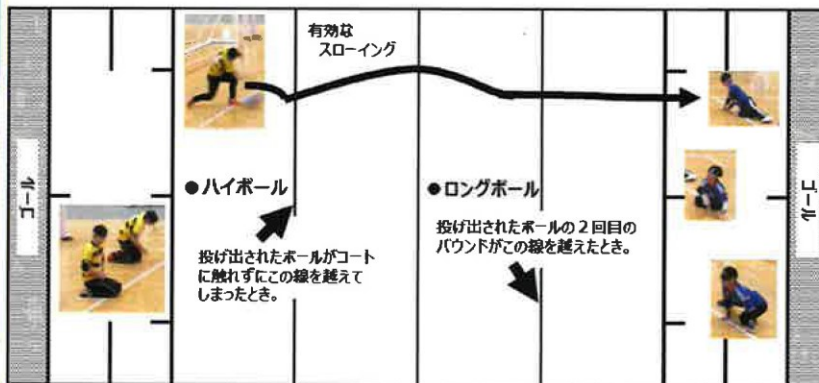 有効な
スローイング
●ハイボール
投げ出されたボールがコート
に触れずにこの線を越えて
しまったとき。
●ロングボール
投げ出されたボールの2回目の
バウンドがこの線を越えたとき。
ゴール
ゴール